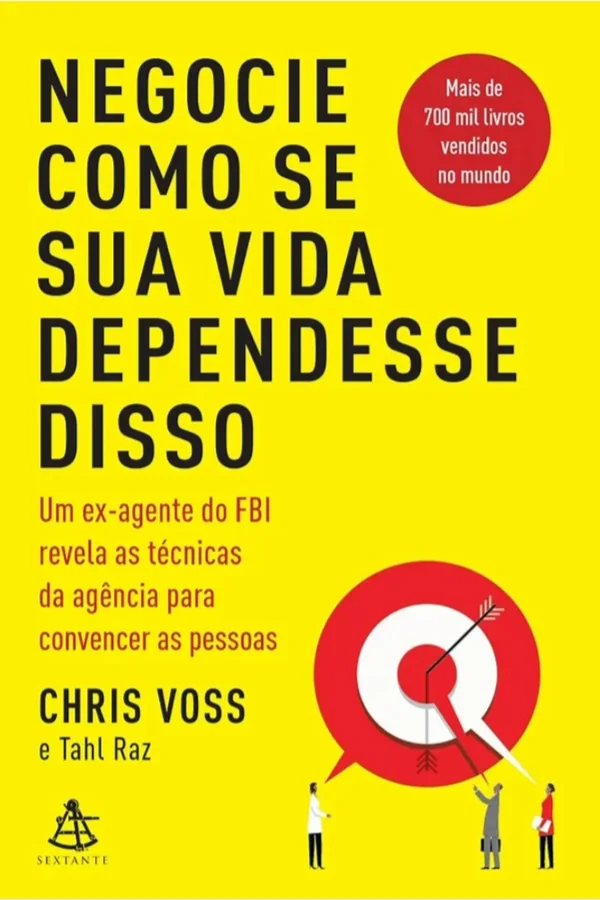 NEGOCIE
COMO SE
SUA VIDA
DEPENDESSE
DISSO
Mais de
700 mil livros
vendidos
no mundo
Um ex-agente do FBI
revela as técnicas
da agência para
convencer as pessoas
CHRIS VOSS
e Tahl Raz
SEXTANTE